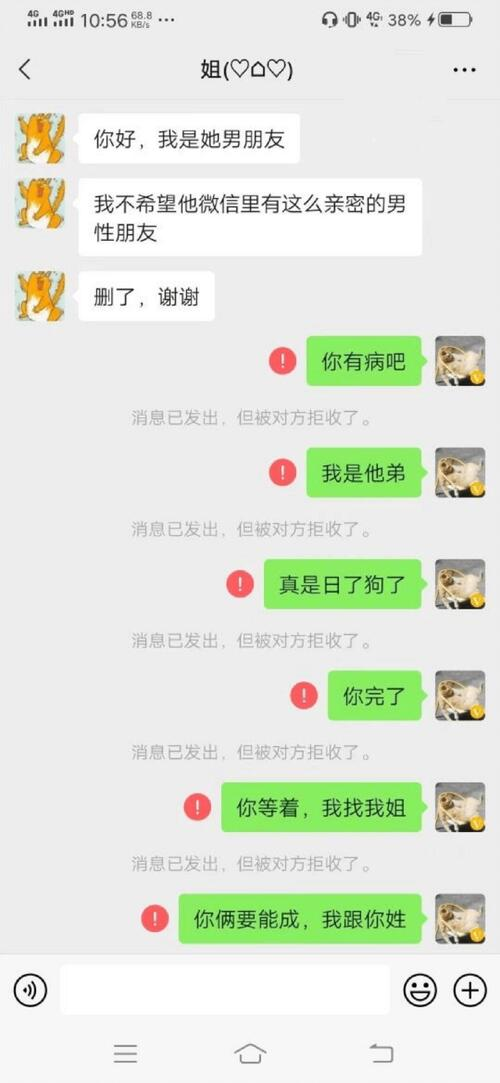 4G 4G HD 10:56 68.8 KB/s ... 4G 38%
姐(♡⌂♡)
你好，我是她男朋友
我不希望他微信里有这么亲密的男
性朋友
删了，谢谢
你有病吧
消息已发出，但被对方拒收了。
我是他弟
消息已发出，但被对方拒收了。
真是日了狗了
消息已发出，但被对方拒收了。
你完了
消息已发出，但被对方拒收了。
你等着，我找我姐
消息已发出，但被对方拒收了。
你俩要能成，我跟你姓